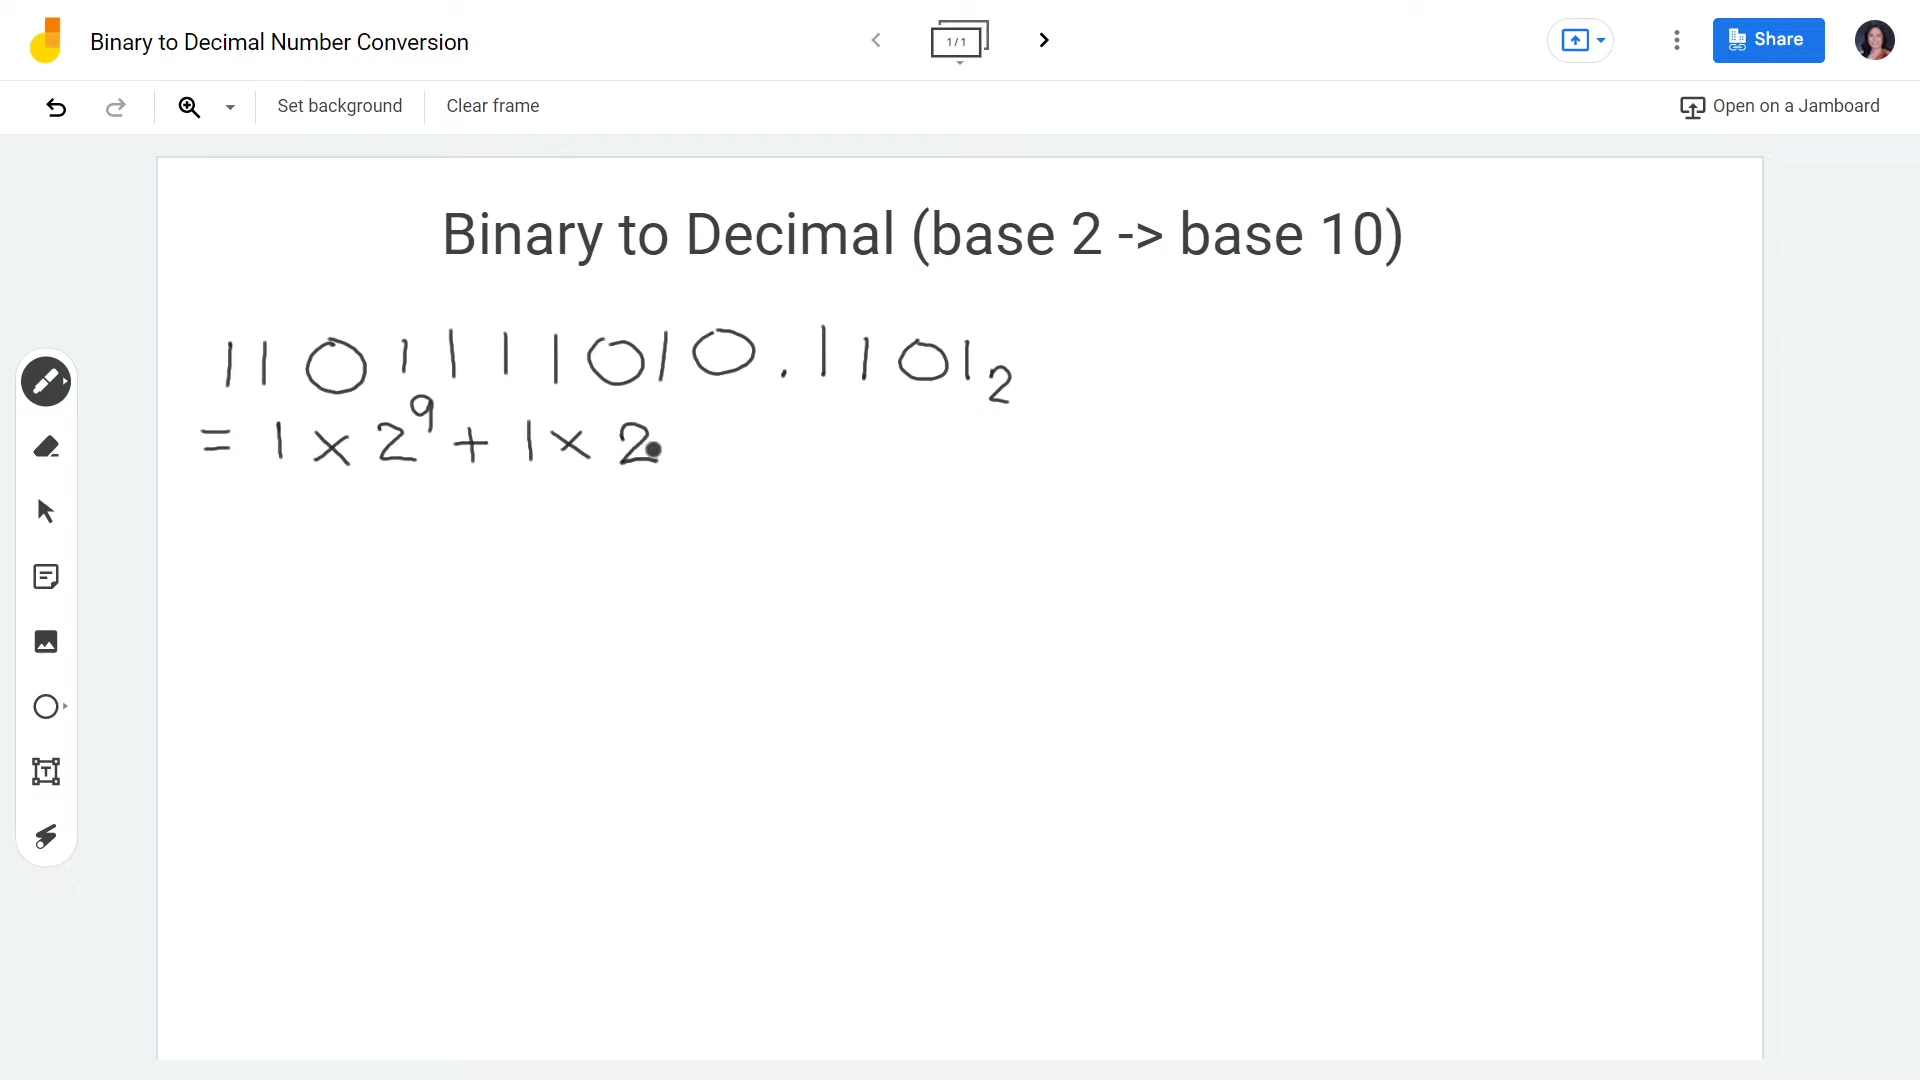 Binary to Decimal Number Conversion
1 / 1
Share
Set background
Clear frame
Open on a Jamboard
Binary to Decimal (base 2 -> base 10)
1101111010.1101₂
= 1 × 2⁹ + 1 × 2